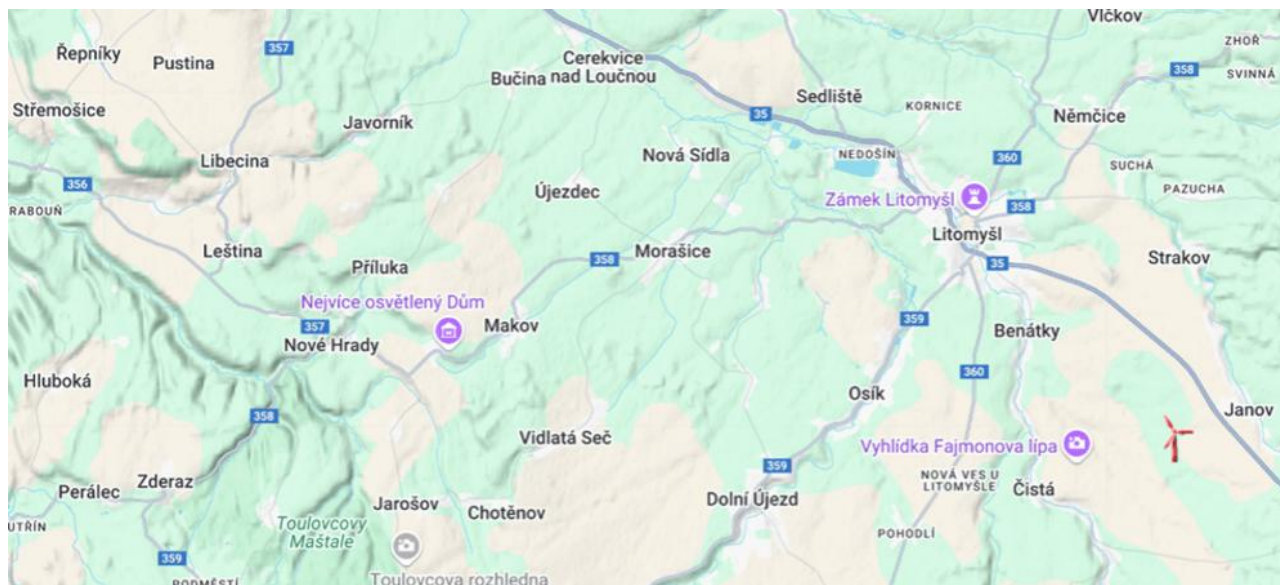 Vlčkov
Řepníky
357
Cerekvice
nad Loučnou
ZHOŘ
Pustina
Bučina
358
SVINNÁ
Střemošice
Sedliště
KORNICE
35
Němčice
Javorník
Libecina
Nová Sídla
NEDOŠÍN
360
SUCHÁ
356
Újezdec
PAZUCHA
RABOUŇ
Zámek Litomyšl
358
Litomyšl
Leština
358
Morašice
35
Strakov
Příluka
Nejvíce osvětlený Dům
357
Makov
359
Benátky
Nové Hrady
360
Hluboká
Osík
358
Janov
Vidlatá Seč
Vyhlídka Fajmonova lípa
359
NOVÁ VES U
LITOMYŠLE
Zderaz
Perálec
Čistá
Jarošov
Chotěnov
Dolní Újezd
UTŘÍN
Toulovcovy
Maštale
POHODLÍ
359
PODMĚSTÍ
Toulovcova rozhledna